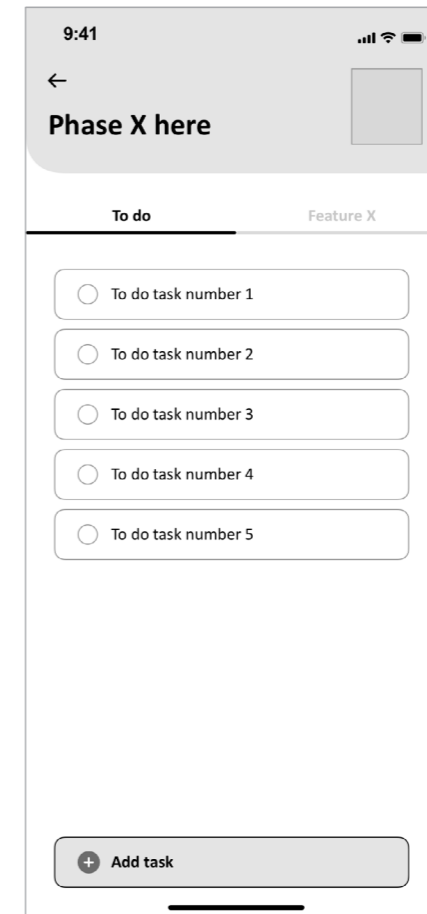 9:41
Phase X here
To do
Feature X
To do task number 1
To do task number 2
To do task number 3
To do task number 4
To do task number 5
Add task